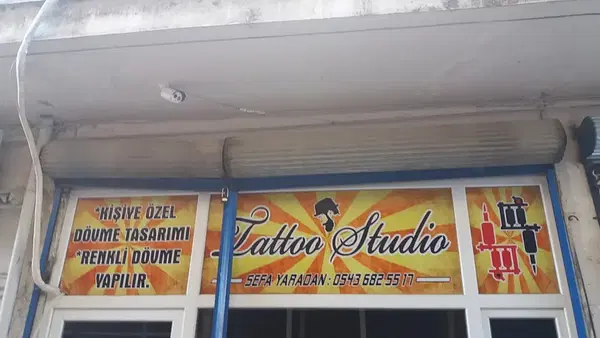 *KİŞİYE ÖZEL
DÖVME TASARIMI
*RENKLİ DÖVME
YAPILIR.
Tattoo Studio
SEFA YARADAN: 0543 682 55 17